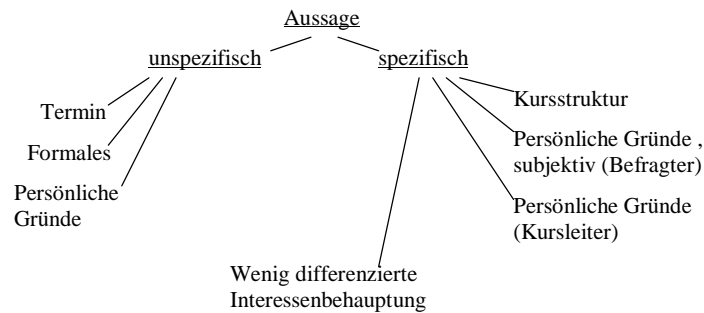 Aussage
unspezifisch
spezifisch
Termin
Formales
Persönliche
Gründe
Kursstruktur
Persönliche Gründe ,
subjektiv (Befragter)
Persönliche Gründe
(Kursleiter)
Wenig differenzierte
Interessenbehauptung